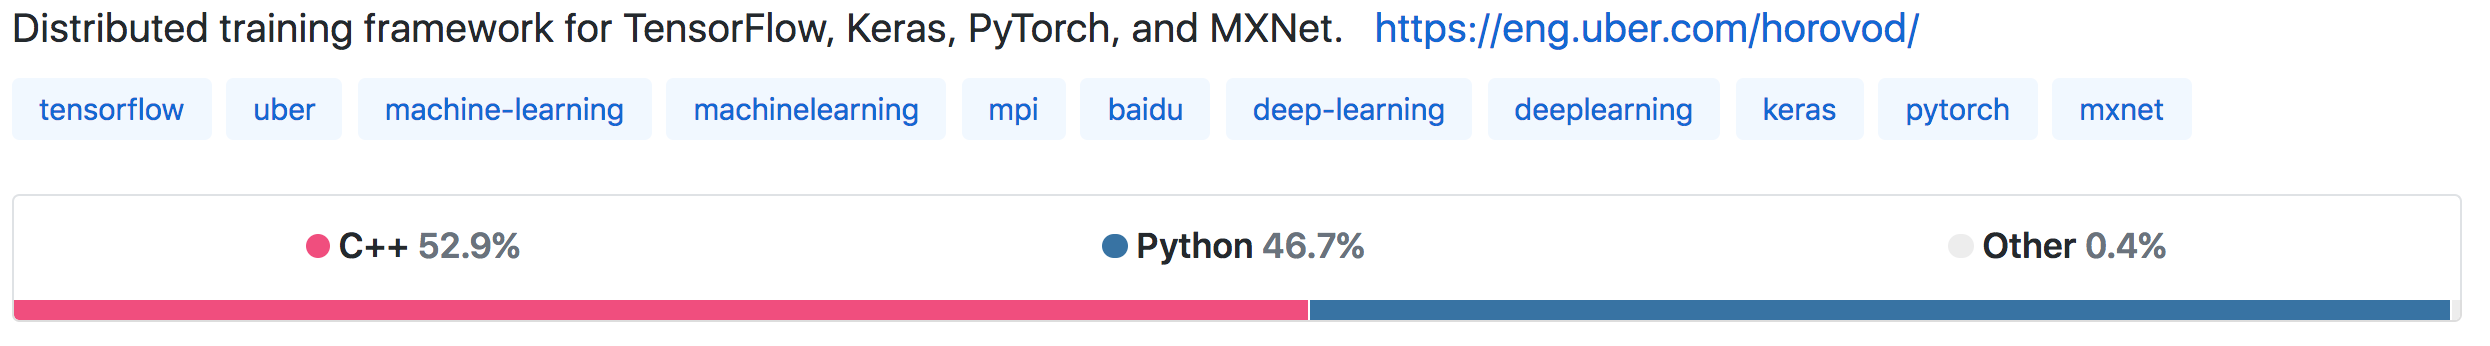 Distributed training framework for TensorFlow, Keras, PyTorch, and MXNet. https://eng.uber.com/horovod/
tensorflow uber machine-learning machinelearning mpi baidu deep-learning deeplearning keras pytorch mxnet
C++ 52.9% Python 46.7% Other 0.4%